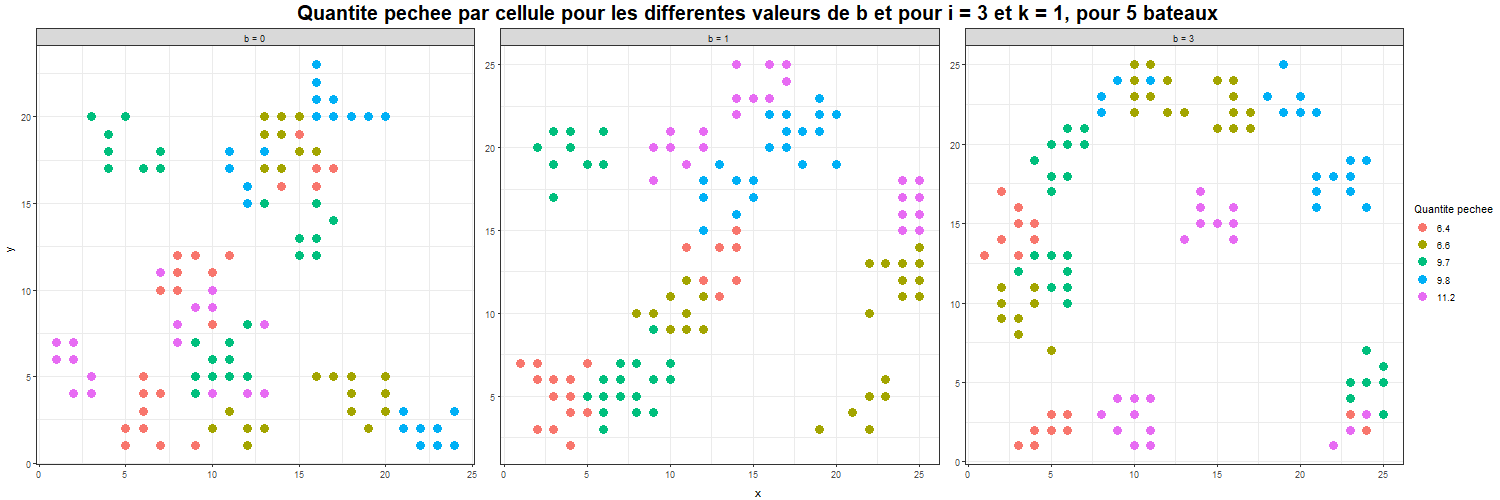 Quantite pechee par cellule pour les differentes valeurs de b et pour i = 3 et k = 1, pour 5 bateaux
b = 0
b = 1
b = 3
y
20
15
10
5
0
25
20
15
10
5
25
20
15
10
5
0
0 5 10 15 20 25
0 5 10 15 20 25
0 5 10 15 20 25
x
Quantite pechee
6.4
6.6
9.7
9.8
11.2